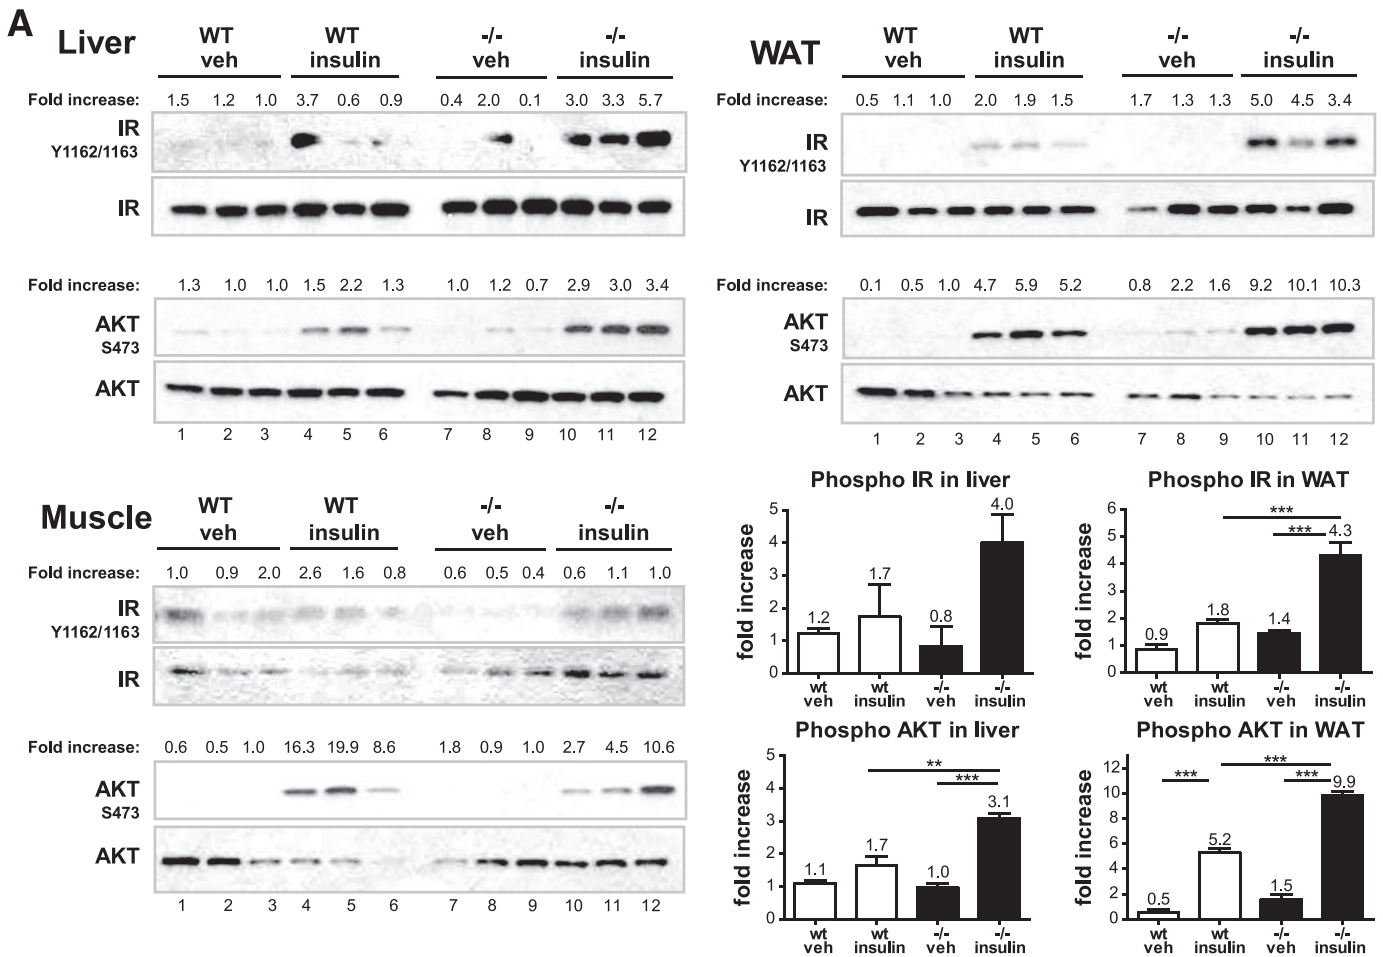 A
Liver
WT veh
WT insulin
-/- veh
-/- insulin
Fold increase: 1.5 1.2 1.0 3.7 0.6 0.9 0.4 2.0 0.1 3.0 3.3 5.7
IR
Y1162/1163
IR
Fold increase: 1.3 1.0 1.0 1.5 2.2 1.3 1.0 1.2 0.7 2.9 3.0 3.4
AKT
S473
AKT
1 2 3 4 5 6 7 8 9 10 11 12
WAT
WT veh
WT insulin
-/- veh
-/- insulin
Fold increase: 0.5 1.1 1.0 2.0 1.9 1.5 1.7 1.3 1.3 5.0 4.5 3.4
IR
Y1162/1163
IR
Fold increase: 0.1 0.5 1.0 4.7 5.9 5.2 0.8 2.2 1.6 9.2 10.1 10.3
AKT
S473
AKT
1 2 3 4 5 6 7 8 9 10 11 12
Muscle
WT veh
WT insulin
-/- veh
-/- insulin
Fold increase: 1.0 0.9 2.0 2.6 1.6 0.8 0.6 0.5 0.4 0.6 1.1 1.0
IR
Y1162/1163
IR
Fold increase: 0.6 0.5 1.0 16.3 19.9 8.6 1.8 0.9 1.0 2.7 4.5 10.6
AKT
S473
AKT
1 2 3 4 5 6 7 8 9 10 11 12
Phospho IR in liver
fold increase
5
4
3
2
1
0
1.2 1.7 0.8 4.0
wt veh
wt insulin
-/- veh
-/- insulin
Phospho IR in WAT
fold increase
6
5
4
3
2
1
0
***
***
0.9 1.8 1.4 4.3
wt veh
wt insulin
-/- veh
-/- insulin
Phospho AKT in liver
fold increase
5
4
3
2
1
0
**
***
1.1 1.7 1.0 3.1
wt veh
wt insulin
-/- veh
-/- insulin
Phospho AKT in WAT
fold increase
12
10
8
6
4
2
0
***
*** ***
0.5 5.2 1.5 9.9
wt veh
wt insulin
-/- veh
-/- insulin